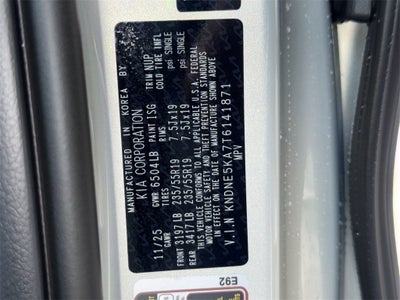 MANUFACTURED IN KOREA BY
KIA CORPORATION
11/25 GVWR 6504LB PAINT ISG TRIM NUP
GAWR TIRES RIMS COLD TIRE INFL
FRONT 3197LB 235/55R19 7.5Jx19 psi SINGLE
REAR 3417LB 235/55R19 7.5Jx19 psi SINGLE
THIS VEHICLE CONFORMS TO ALL APPLICABLE U.S.A. FEDERAL
MOTOR VEHICLE SAFETY AND THEFT PREVENTION STANDARDS
IN EFFECT ON THE DATE OF MANUFACTURE SHOWN ABOVE
V.I.N KNDNE5KA7T6141871
MPV
E92